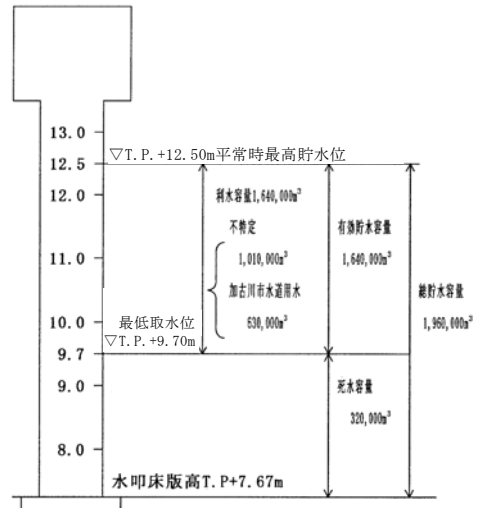 13.0
▽T.P.+12.50m平常時最高貯水位
12.5
12.0
利水容量1,640,000m³
不特定
1,010,000m³
加古川市水道用水
630,000m³
有効貯水容量
1,640,000m³
総貯水容量
1,960,000m³
11.0
10.0
最低取水位
▽T.P.+9.70m
9.7
9.0
死水容量
320,000m³
8.0
水叩床版高T.P+7.67m